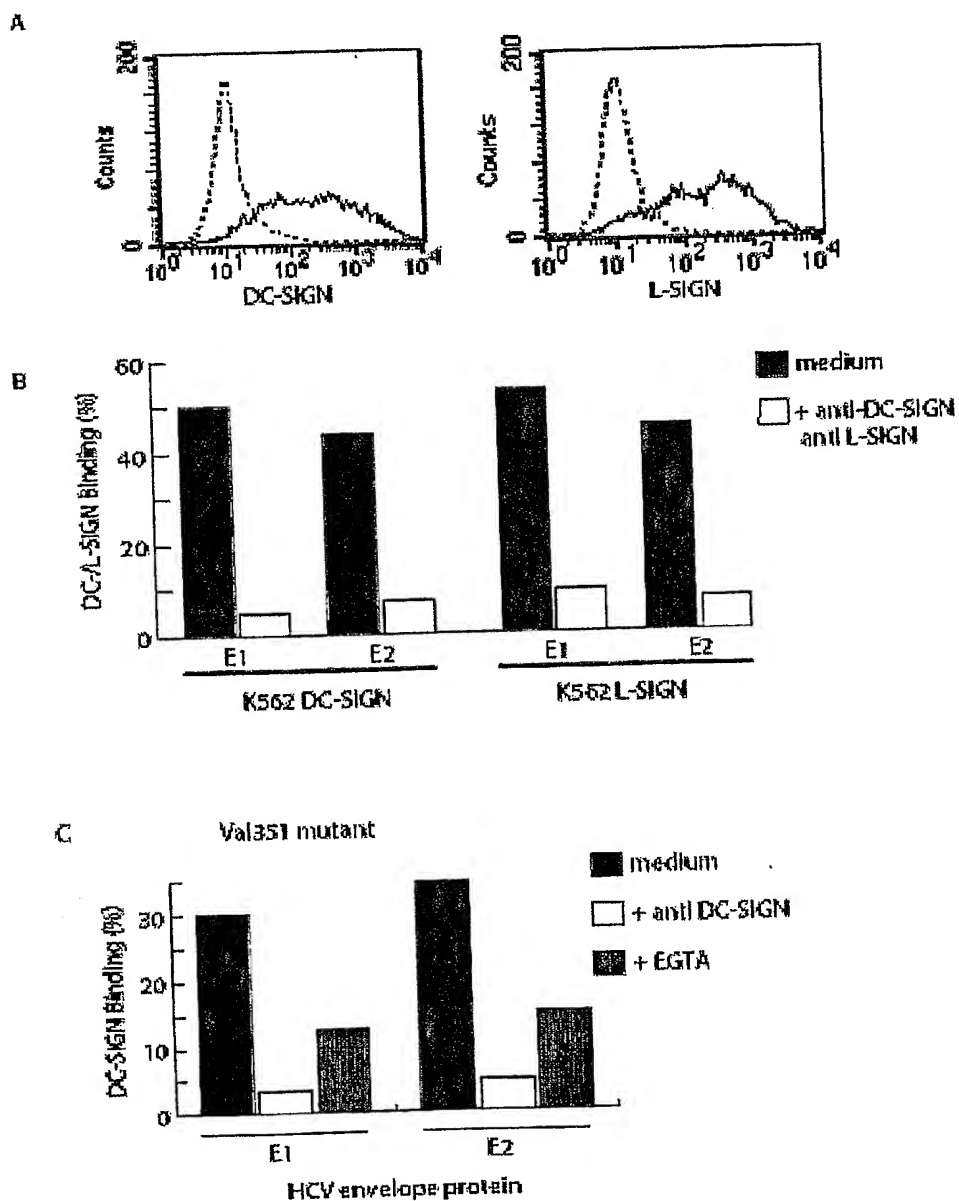 A
200
Counts
0
10^0 10^1 10^2 10^3 10^4
DC-SIGN
200
Counts
0
10^0 10^1 10^2 10^3 10^4
L-SIGN
B
DC-/L-SIGN Binding (%)
60
40
20
0
E1 E2 E1 E2
K562 DC-SIGN K562 L-SIGN
medium
+ anti-DC-SIGN
anti L-SIGN
C
Val351 mutant
DC-SIGN Binding (%)
30
20
10
0
E1 E2
HCV envelope protein
medium
+ anti DC-SIGN
+ EGTA